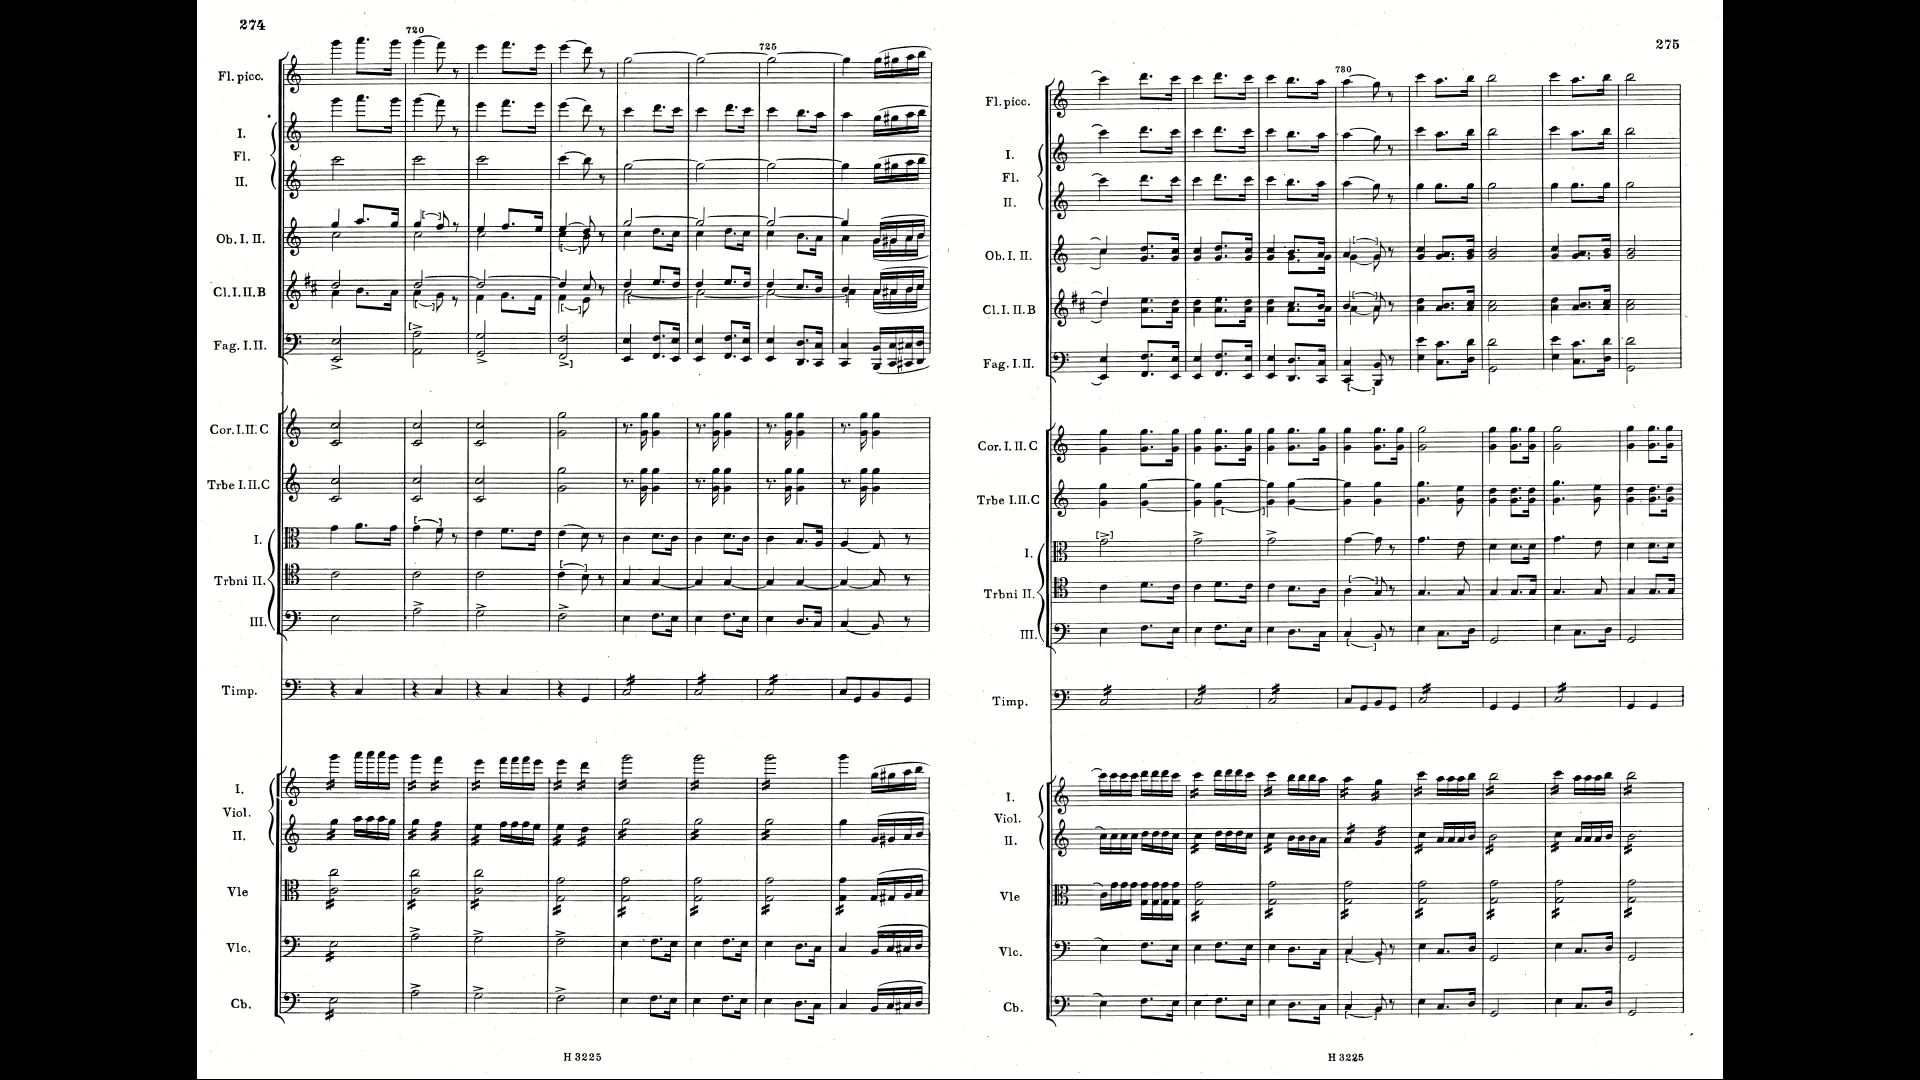 274
720
725
Fl. picc.
I.
Fl.
II.
Ob. I. II.
Cl. I. II. B
Fag. I. II.
Cor. I. II. C
Trbe I. II. C
I.
Trbni II.
III.
Timp.
I.
Viol.
II.
Vle
Vlc.
Cb.
H 3225
275
780
Fl. picc.
I.
Fl.
II.
Ob. I. II.
Cl. I. II. B
Fag. I. II.
Cor. I. II. C
Trbe I. II. C
I.
Trbni II.
III.
Timp.
I.
Viol.
II.
Vle
Vlc.
Cb.
H 3225